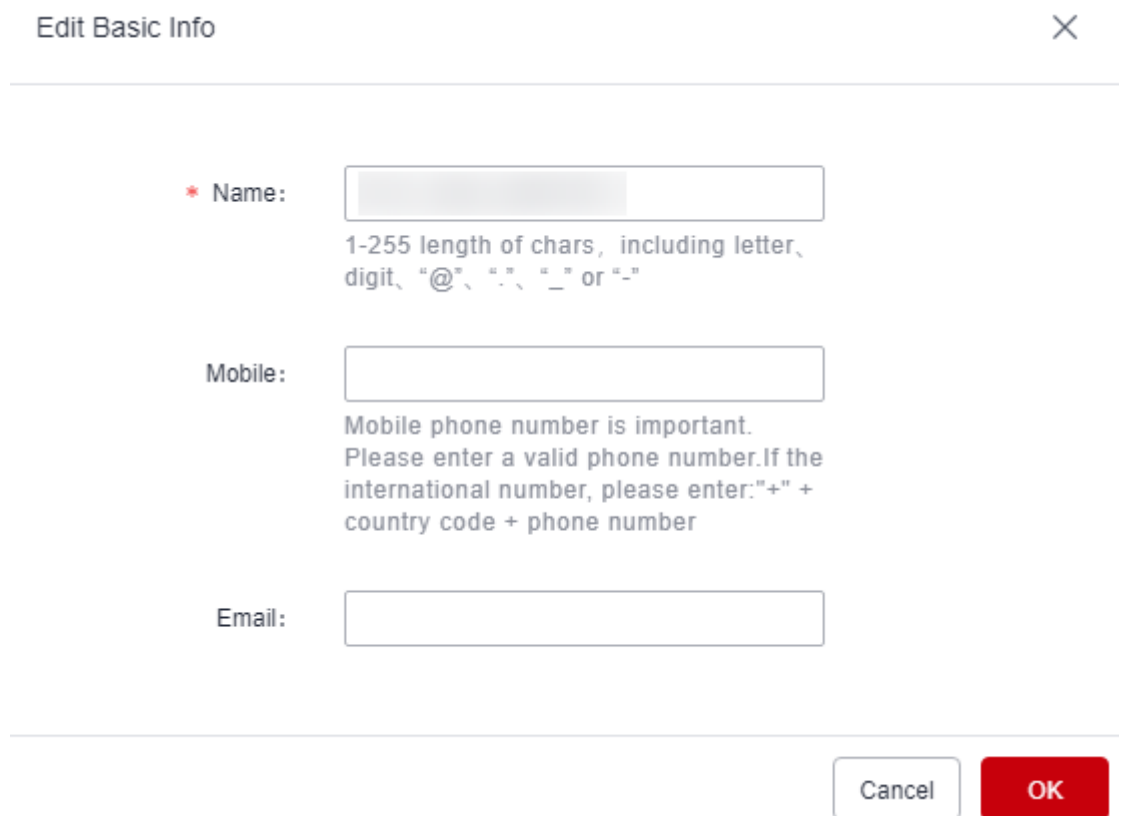 Edit Basic Info
* Name:
1-255 length of chars, including letter、
digit、“@”、“.”、“_” or “-”
Mobile:
Mobile phone number is important.
Please enter a valid phone number.If the
international number, please enter:"+" +
country code + phone number
Email:
Cancel OK